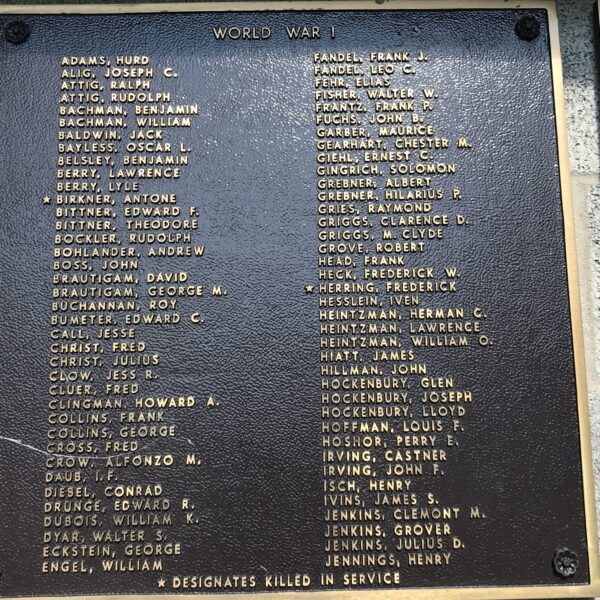 WORLD WAR I
ADAMS, HURD
ALIG, JOSEPH C.
ATTIG, RALPH
ATTIG, RUDOLPH
BACHMAN, BENJAMIN
BACHMAN, WILLIAM
BALDWIN, JACK
BAYLESS, OSCAR L.
BELSLEY, BENJAMIN
BERRY, LAWRENCE
BERRY, LYLE
★ BIRKNER, ANTONE
BITTNER, EDWARD F.
BITTNER, THEODORE
BOCKLER, RUDOLPH
BOHLANDER, ANDREW
BOSS, JOHN
BRAUTIGAM, DAVID
BRAUTIGAM, GEORGE M.
BUCHANNAN, ROY
BUMETER, EDWARD C.
CALL, JESSE
CHRIST, FRED
CHRIST, JULIUS
CLOW, JESS R.
CLUER, FRED
CLINGMAN, HOWARD A.
COLLINS, FRANK
COLLINS, GEORGE
CROSS, FRED
CROW, ALFONZO M.
DAUB, I.F.
DIEBEL, CONRAD
DRUNGE, EDWARD R.
DUBOIS, WILLIAM K.
DYAR, WALTER S.
ECKSTEIN, GEORGE
ENGEL, WILLIAM
FANDEL, FRANK J.
FANDEL, LEO C.
FEHR, ELIAS
FISHER, WALTER W.
FRANTZ, FRANK P.
FUCHS, JOHN B.
GARBER, MAURICE
GEARHART, CHESTER M.
GIEHL, ERNEST C.
GINGRICH, SOLOMON
GREBNER, ALBERT
GREBNER, HILARIUS P.
GRIES, RAYMOND
GRIGGS, CLARENCE D.
GRIGGS, M. CLYDE
GROVE, ROBERT
HEAD, FRANK
HECK, FREDERICK W.
★ HERRING, FREDERICK
HESSLEIN, IVEN
HEINTZMAN, HERMAN C.
HEINTZMAN, LAWRENCE
HEINTZMAN, WILLIAM O.
HIATT, JAMES
HILLMAN, JOHN
HOCKENBURY, GLEN
HOCKENBURY, JOSEPH
HOCKENBURY, LLOYD
HOFFMAN, LOUIS F.
HOSHOR, PERRY E.
IRVING, CASTNER
IRVING, JOHN F.
ISCH, HENRY
IVINS, JAMES S.
JENKINS, CLEMONT M.
JENKINS, GROVER
JENKINS, JULIUS D.
JENNINGS, HENRY
★ DESIGNATES KILLED IN SERVICE